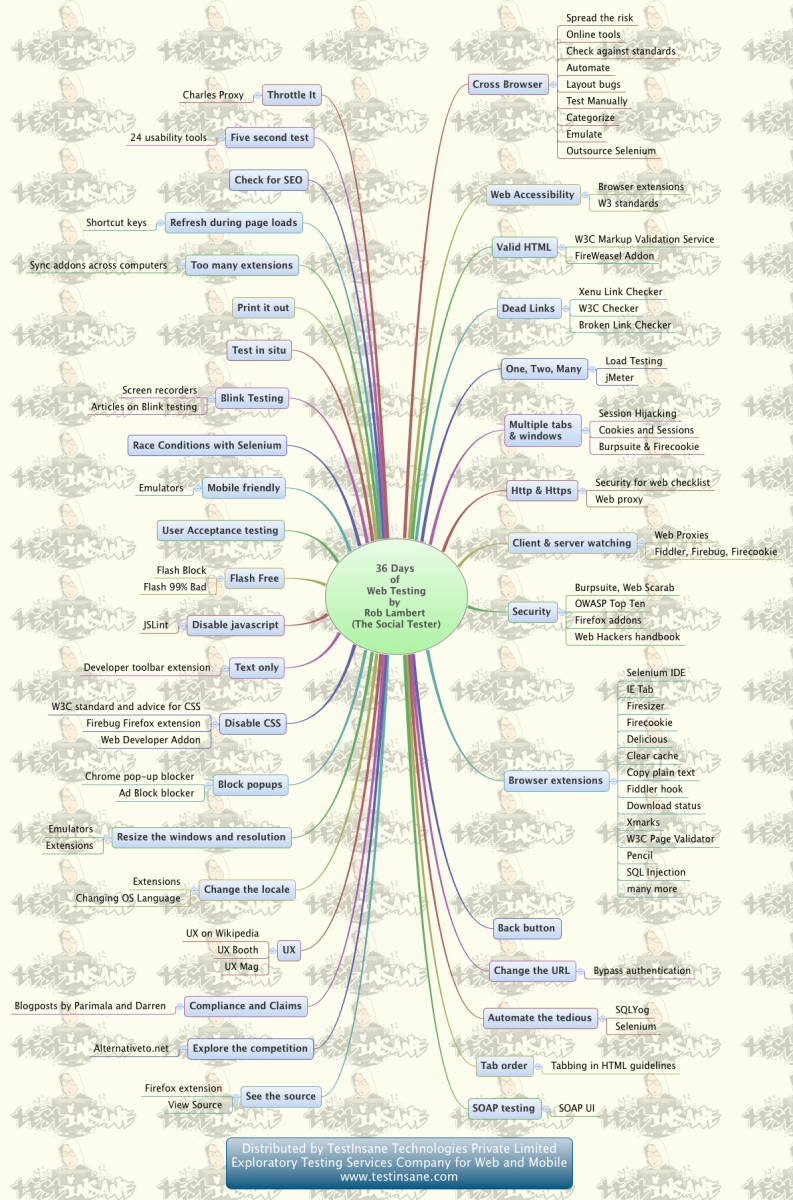 36 Days
of
Web Testing
by
Rob Lambert
(The Social Tester)
Cross Browser
Spread the risk
Online tools
Check against standards
Automate
Layout bugs
Test Manually
Categorize
Emulate
Outsource Selenium
Web Accessibility
Browser extensions
W3 standards
Valid HTML
W3C Markup Validation Service
FireWeasel Addon
Dead Links
Xenu Link Checker
W3C Checker
Broken Link Checker
One, Two, Many
Load Testing
jMeter
Multiple tabs
& windows
Session Hijacking
Cookies and Sessions
Burpsuite & Firecookie
Http & Https
Security for web checklist
Web proxy
Client & server watching
Web Proxies
Fiddler, Firebug, Firecookie
Security
Burpsuite, Web Scarab
OWASP Top Ten
Firefox addons
Web Hackers handbook
Browser extensions
Selenium IDE
IE Tab
Firesizer
Firecookie
Delicious
Clear cache
Copy plain text
Fiddler hook
Download status
Xmarks
W3C Page Validator
Pencil
SQL Injection
many more
Back button
Change the URL
Bypass authentication
Automate the tedious
SQLYog
Selenium
Tab order
Tabbing in HTML guidelines
SOAP testing
SOAP UI
Throttle It
Charles Proxy
Five second test
24 usability tools
Check for SEO
Refresh during page loads
Shortcut keys
Too many extensions
Sync addons across computers
Print it out
Test in situ
Blink Testing
Screen recorders
Articles on Blink testing
Race Conditions with Selenium
Mobile friendly
Emulators
User Acceptance testing
Flash Free
Flash Block
Flash 99% Bad
Disable javascript
JSLint
Text only
Developer toolbar extension
Disable CSS
W3C standard and advice for CSS
Firebug Firefox extension
Web Developer Addon
Block popups
Chrome pop-up blocker
Ad Block blocker
Resize the windows and resolution
Emulators
Extensions
Change the locale
Extensions
Changing OS Language
UX
UX on Wikipedia
UX Booth
UX Mag
Compliance and Claims
Blogposts by Parimala and Darren
Explore the competition
Alternativeto.net
See the source
Firefox extension
View Source
Distributed by TestInsane Technologies Private Limited
Exploratory Testing Services Company for Web and Mobile
www.testinsane.com